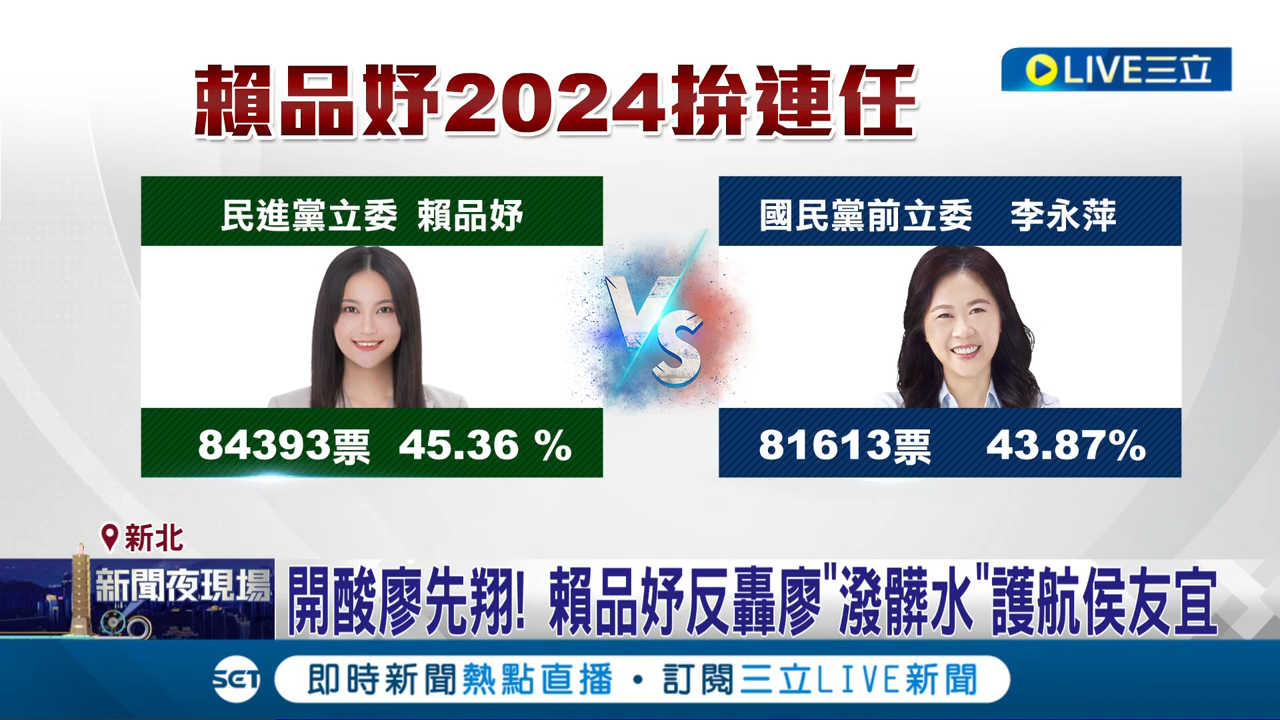 賴品妤2024拚連任
LIVE三立
民進黨立委 賴品妤
國民黨前立委 李永萍
VS
84393票 45.36 %
81613票 43.87%
新北
新聞夜現場
開酸廖先翔! 賴品妤反轟廖"潑髒水"護航侯友宜
SET 即時新聞熱點直播・訂閱三立LIVE新聞